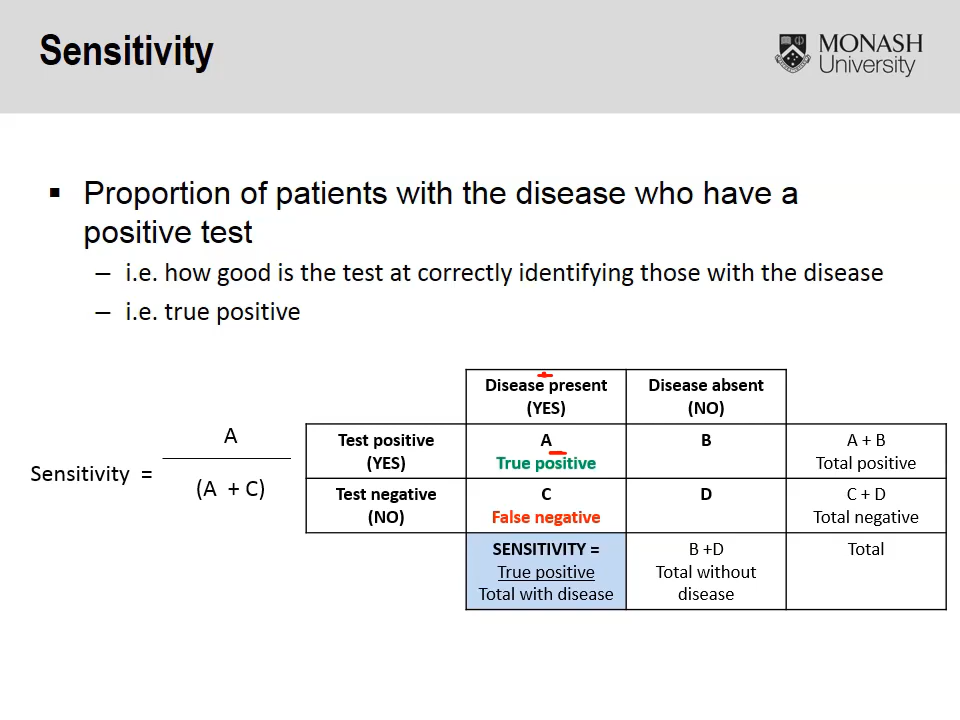 Sensitivity
MONASH
University
▪ Proportion of patients with the disease who have a
positive test
– i.e. how good is the test at correctly identifying those with the disease
– i.e. true positive
Sensitivity =
A
(A + C)
Disease present
(YES)
Disease absent
(NO)
Test positive
(YES)
A
True positive
B
A + B
Total positive
Test negative
(NO)
C
False negative
D
C + D
Total negative
SENSITIVITY =
True positive
Total with disease
B +D
Total without
disease
Total